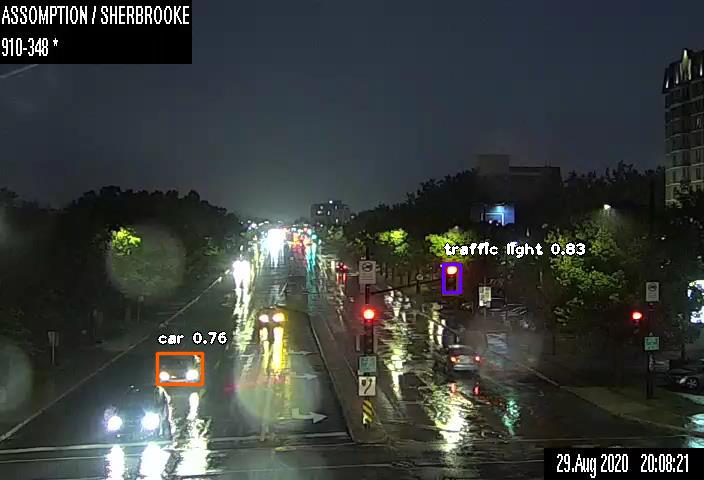 ASSOMPTION / SHERBROOKE
910-348 *
traffic light 0.83
car 0.76
29.Aug 2020 20:08:21